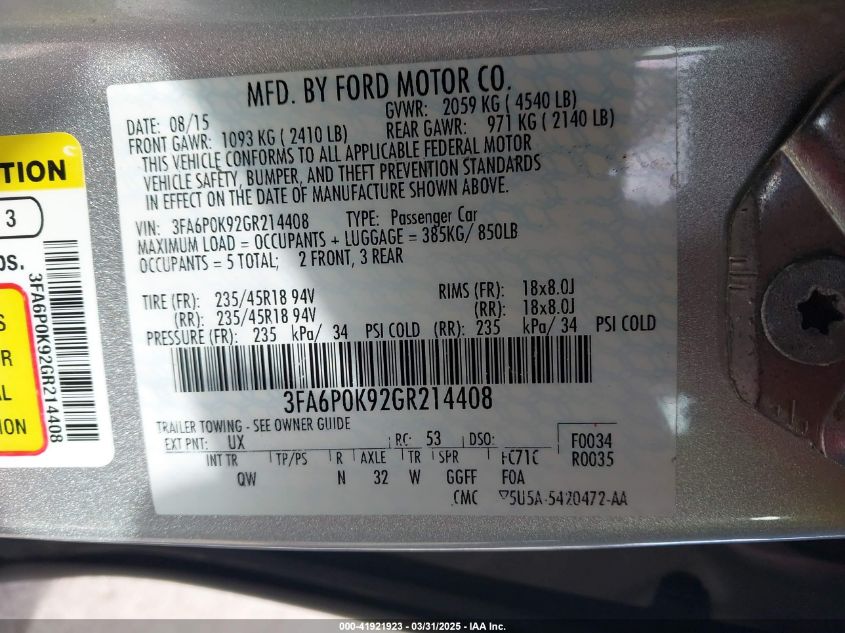 MFD. BY FORD MOTOR CO.
DATE: 08/15 GVWR: 2059 KG ( 4540 LB)
FRONT GAWR: 1093 KG ( 2410 LB) REAR GAWR: 971 KG ( 2140 LB)
THIS VEHICLE CONFORMS TO ALL APPLICABLE FEDERAL MOTOR
VEHICLE SAFETY, BUMPER, AND THEFT PREVENTION STANDARDS
IN EFFECT ON THE DATE OF MANUFACTURE SHOWN ABOVE.
VIN: 3FA6P0K92GR214408 TYPE: Passenger Car
MAXIMUM LOAD = OCCUPANTS + LUGGAGE = 385KG/ 850LB
OCCUPANTS = 5 TOTAL; 2 FRONT, 3 REAR
TIRE (FR): 235/45R18 94V RIMS (FR): 18x8.0J
(RR): 235/45R18 94V (RR): 18x8.0J
PRESSURE (FR): 235 kPa/ 34 PSI COLD (RR): 235 kPa/ 34 PSI COLD
3FA6P0K92GR214408
TRAILER TOWING - SEE OWNER GUIDE
EXT PNT: UX RC: 53 DSO: F0034
INT TR TP/PS R AXLE TR SPR FC71C R0035
QW N 32 W GGFF F0A
CMC 5U5A-5420472-AA
TION
3
BS.
S
R
AL
ION
3FA6P0K92GR214408
000-41921923 / 03/31/2025 - IAA Inc.